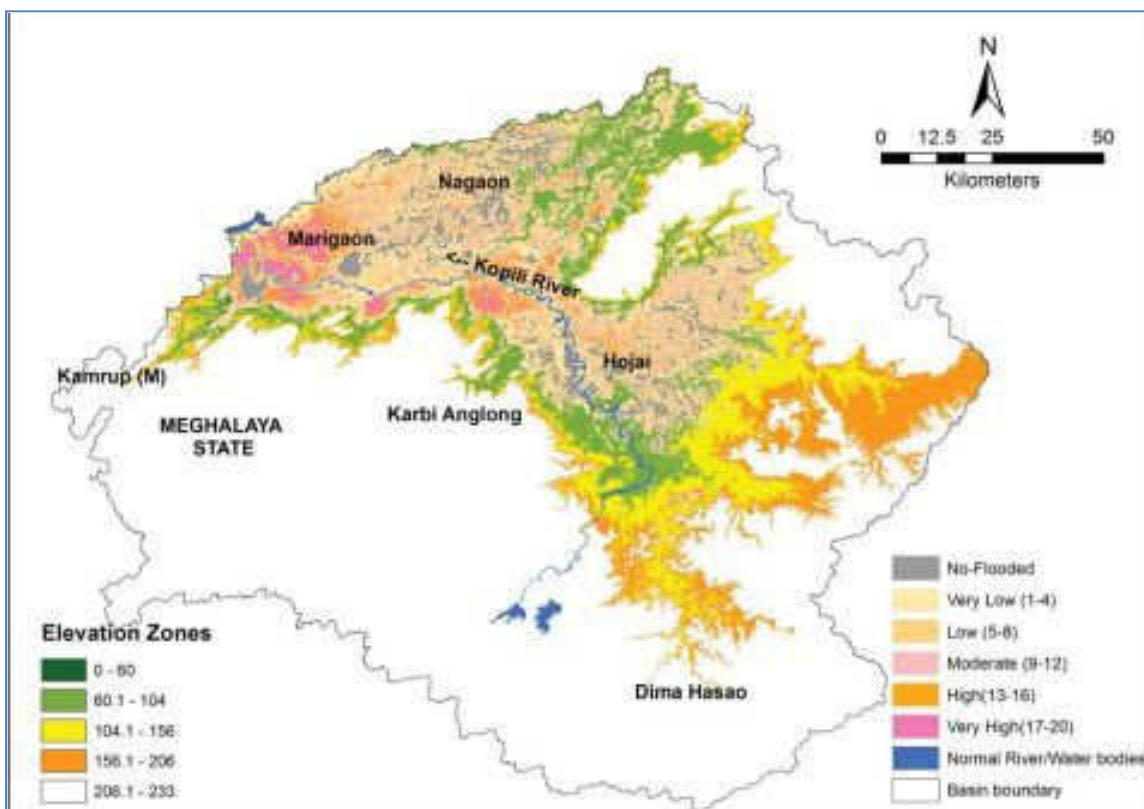 N
0 12.5 25 50
Kilometers
Nagaon
Marigaon
<-- Kopili River
Hojai
Kamrup (M)
Karbi Anglong
MEGHALAYA
STATE
Dima Hasao
Elevation Zones
0 - 60
60.1 - 104
104.1 - 156
156.1 - 206
206.1 - 233
No-Flooded
Very Low (1-4)
Low (5-8)
Moderate (9-12)
High(13-16)
Very High(17-20)
Normal River/Water bodies
Basin boundary